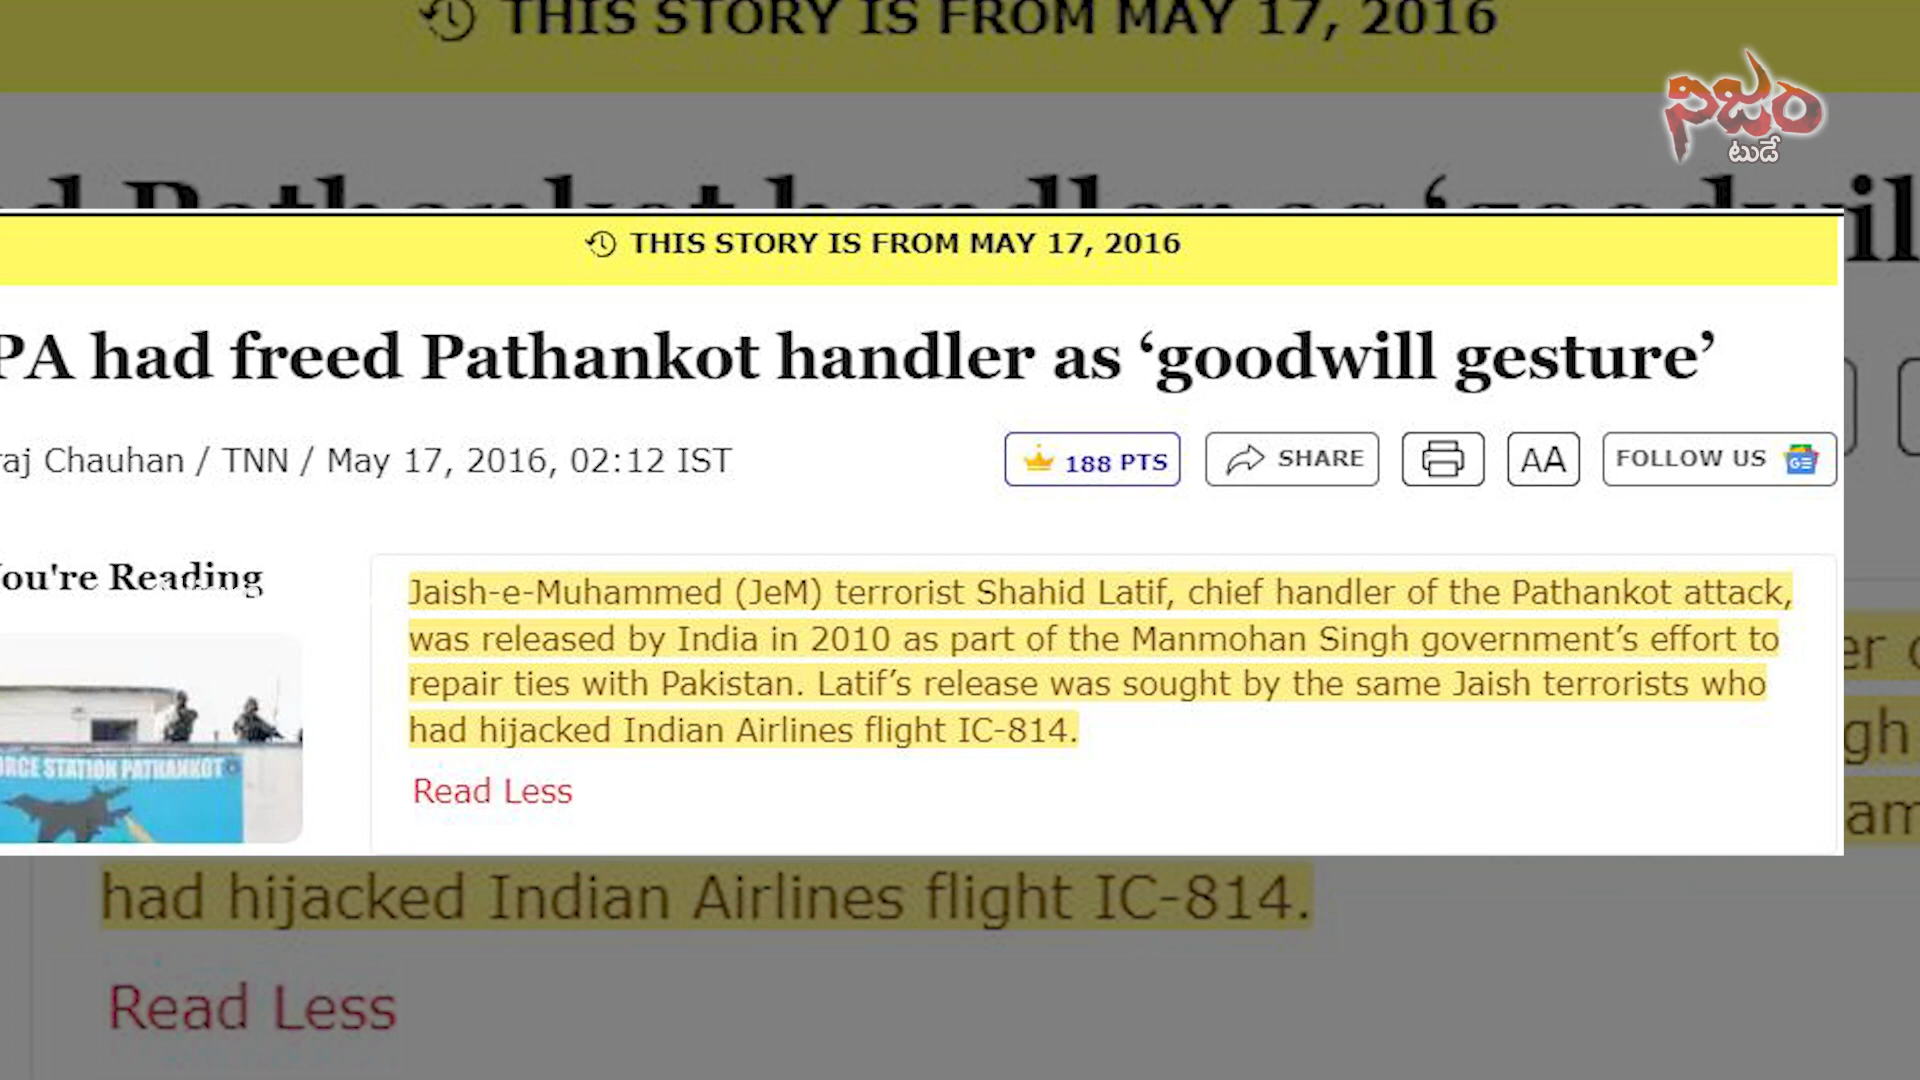 THIS STORY IS FROM MAY 17, 2016
నిజం
టుడే
THIS STORY IS FROM MAY 17, 2016
PA had freed Pathankot handler as ‘goodwill gesture’
raj Chauhan / TNN / May 17, 2016, 02:12 IST
188 PTS
SHARE
AA
FOLLOW US
GE
You're Reading
Jaish-e-Muhammed (JeM) terrorist Shahid Latif, chief handler of the Pathankot attack,
was released by India in 2010 as part of the Manmohan Singh government’s effort to
repair ties with Pakistan. Latif’s release was sought by the same Jaish terrorists who
had hijacked Indian Airlines flight IC-814.
Read Less
ORCE STATION PATHANKOT
had hijacked Indian Airlines flight IC-814.
Read Less